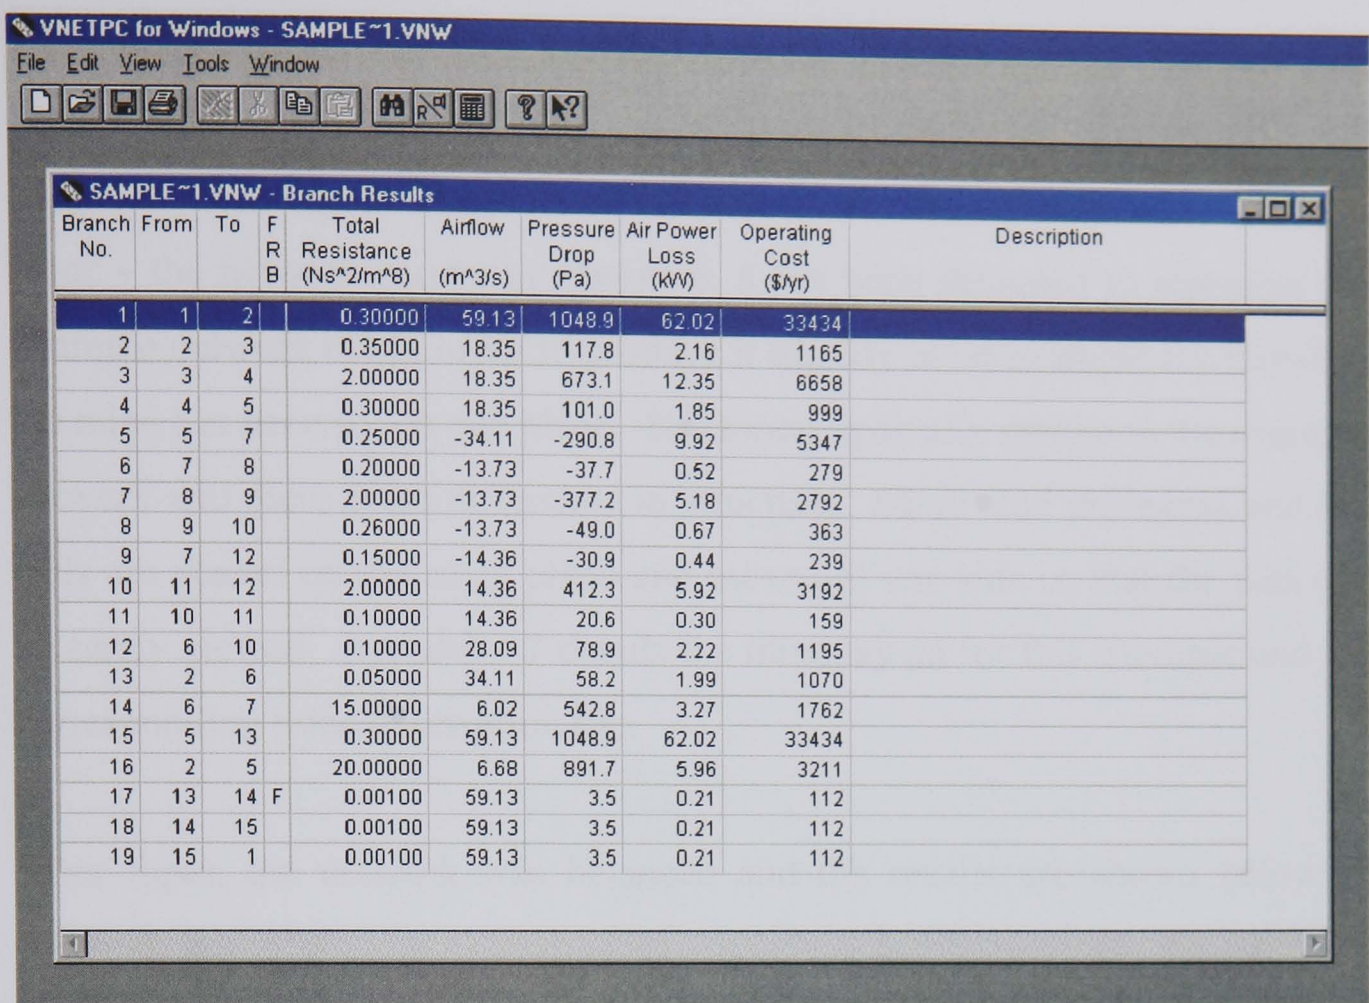 VNETPC for Windows - SAMPLE~1.VNW
File Edit View Tools Window
R
? ?
SAMPLE~1.VNW - Branch Results
Branch From To F Total Airflow Pressure Air Power Operating Description
No. R Resistance Drop Loss Cost
B (Ns^2/m^8) (m^3/s) (Pa) (kW) ($/yr)
1 1 2 0.30000 59.13 1048.9 62.02 33434
2 2 3 0.35000 18.35 117.8 2.16 1165
3 3 4 2.00000 18.35 673.1 12.35 6658
4 4 5 0.30000 18.35 101.0 1.85 999
5 5 7 0.25000 -34.11 -290.8 9.92 5347
6 7 8 0.20000 -13.73 -37.7 0.52 279
7 8 9 2.00000 -13.73 -377.2 5.18 2792
8 9 10 0.26000 -13.73 -49.0 0.67 363
9 7 12 0.15000 -14.36 -30.9 0.44 239
10 11 12 2.00000 14.36 412.3 5.92 3192
11 10 11 0.10000 14.36 20.6 0.30 159
12 6 10 0.10000 28.09 78.9 2.22 1195
13 2 6 0.05000 34.11 58.2 1.99 1070
14 6 7 15.00000 6.02 542.8 3.27 1762
15 5 13 0.30000 59.13 1048.9 62.02 33434
16 2 5 20.00000 6.68 891.7 5.96 3211
17 13 14 F 0.00100 59.13 3.5 0.21 112
18 14 15 0.00100 59.13 3.5 0.21 112
19 15 1 0.00100 59.13 3.5 0.21 112